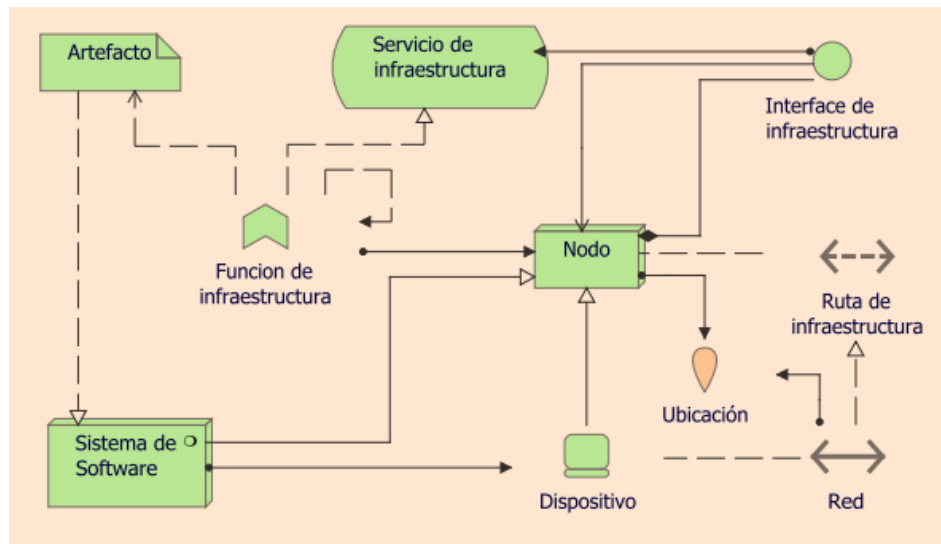 Artefacto
Servicio de
infraestructura
Interface de
infraestructura
Funcion de
infraestructura
Nodo
Ruta de
infraestructura
Ubicación
Sistema de
Software
Dispositivo
Red